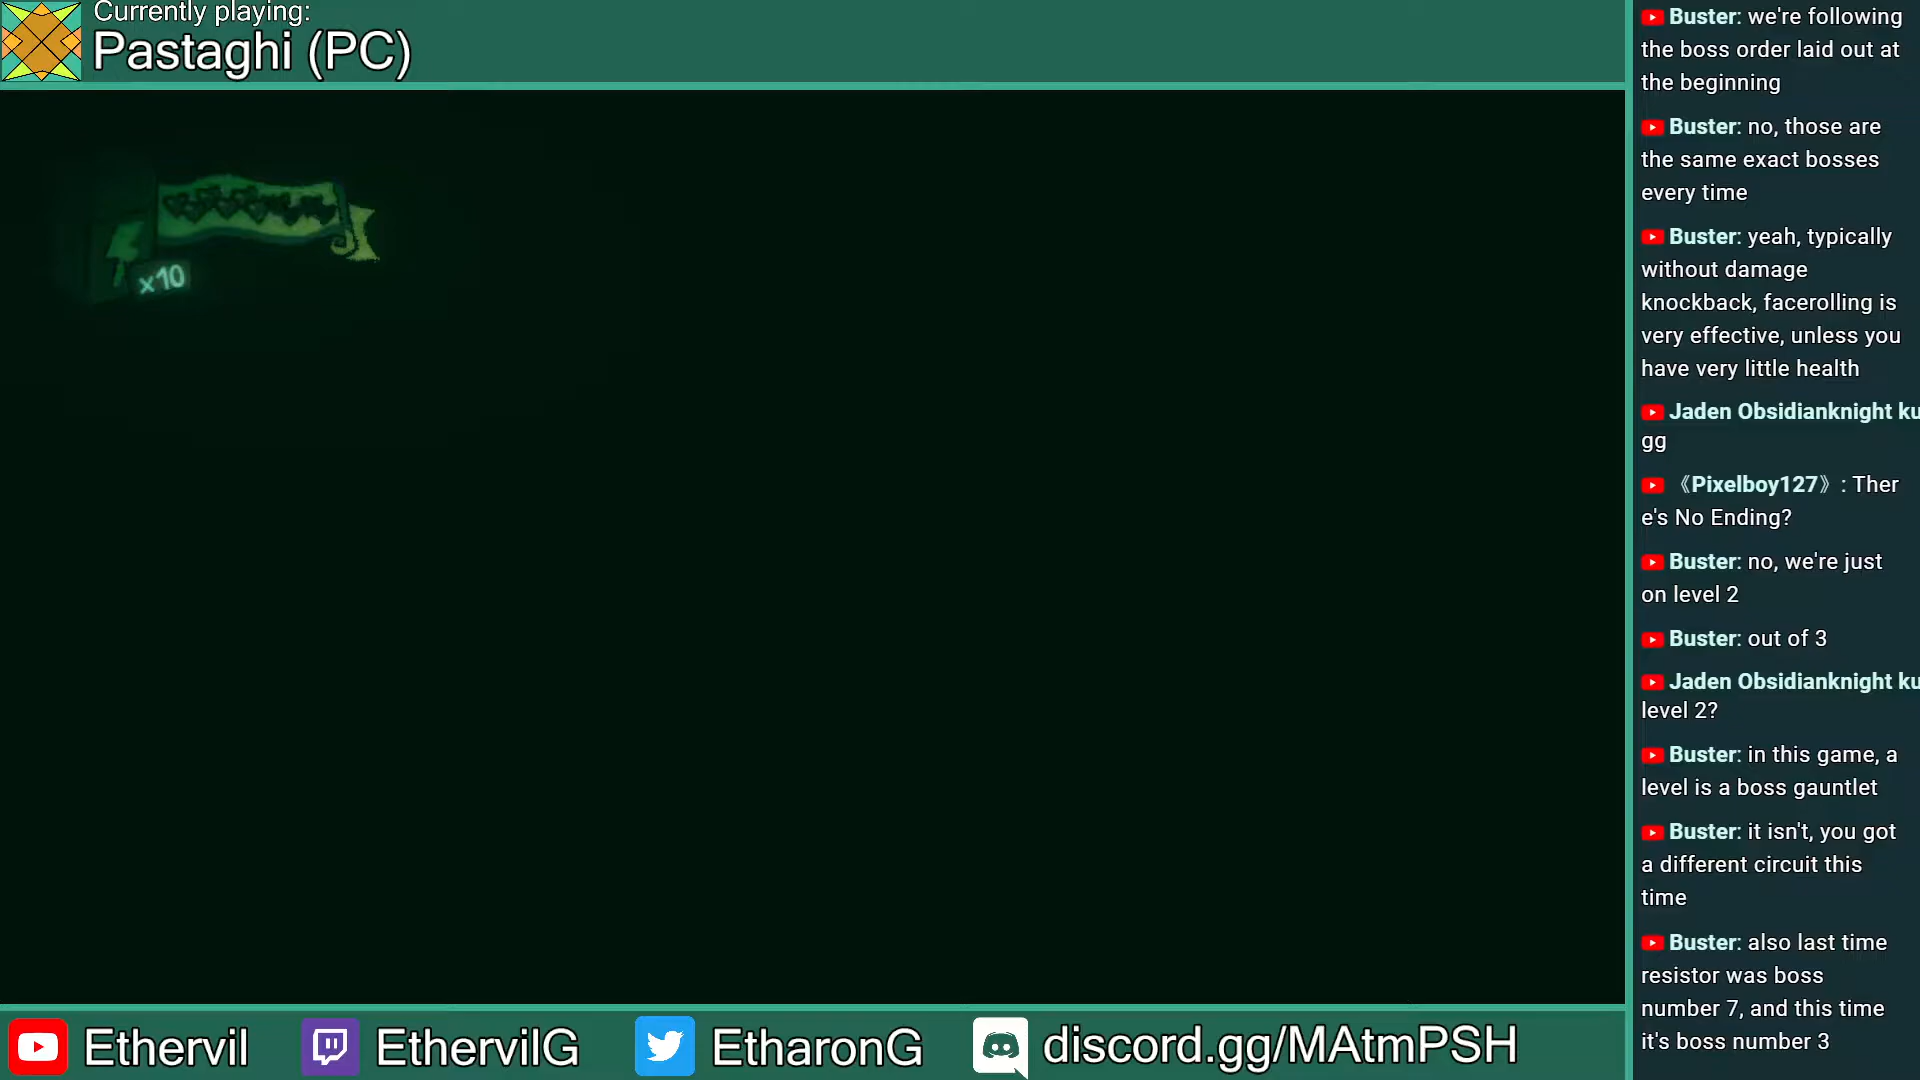 Currently playing:
Pastaghi (PC)
x10
Buster: we're following
the boss order laid out at
the beginning
Buster: no, those are
the same exact bosses
every time
Buster: yeah, typically
without damage
knockback, facerolling is
very effective, unless you
have very little health
Jaden Obsidianknight ku
gg
《Pixelboy127》: Ther
e's No Ending?
Buster: no, we're just
on level 2
Buster: out of 3
Jaden Obsidianknight ku
level 2?
Buster: in this game, a
level is a boss gauntlet
Buster: it isn't, you got
a different circuit this
time
Buster: also last time
resistor was boss
number 7, and this time
it's boss number 3
Ethervil
EthervilG
EtharonG
discord.gg/MAtmPSH